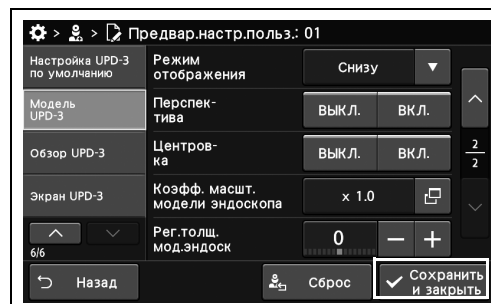 > > Предвар.настр.польз.: 01
Настройка UPD-3
по умолчанию
Режим
отображения
Снизу
Модель
UPD-3
Перспек-
тива
ВЫКЛ.
ВКЛ.
Обзор UPD-3
Центров-
ка
ВЫКЛ.
ВКЛ.
2
2
Экран UPD-3
Коэфф. масшт.
модели эндоскопа
x 1.0
6/6
Рег.толщ.
мод.эндоск
0
Назад
Сброс
Сохранить
и закрыть